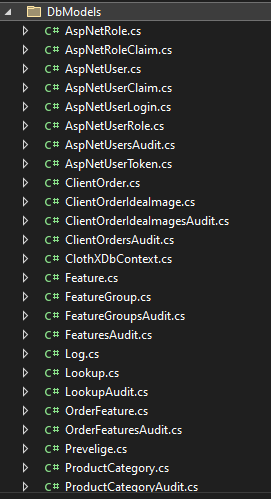 DbModels
C# AspNetRole.cs
C# AspNetRoleClaim.cs
C# AspNetUser.cs
C# AspNetUserClaim.cs
C# AspNetUserLogin.cs
C# AspNetUserRole.cs
C# AspNetUsersAudit.cs
C# AspNetUserToken.cs
C# ClientOrder.cs
C# ClientOrderIdeaImage.cs
C# ClientOrderIdeaImagesAudit.cs
C# ClientOrdersAudit.cs
C# ClothXDbContext.cs
C# Feature.cs
C# FeatureGroup.cs
C# FeatureGroupsAudit.cs
C# FeaturesAudit.cs
C# Log.cs
C# Lookup.cs
C# LookupAudit.cs
C# OrderFeature.cs
C# OrderFeaturesAudit.cs
C# Prevelige.cs
C# ProductCategory.cs
C# ProductCategoryAudit.cs